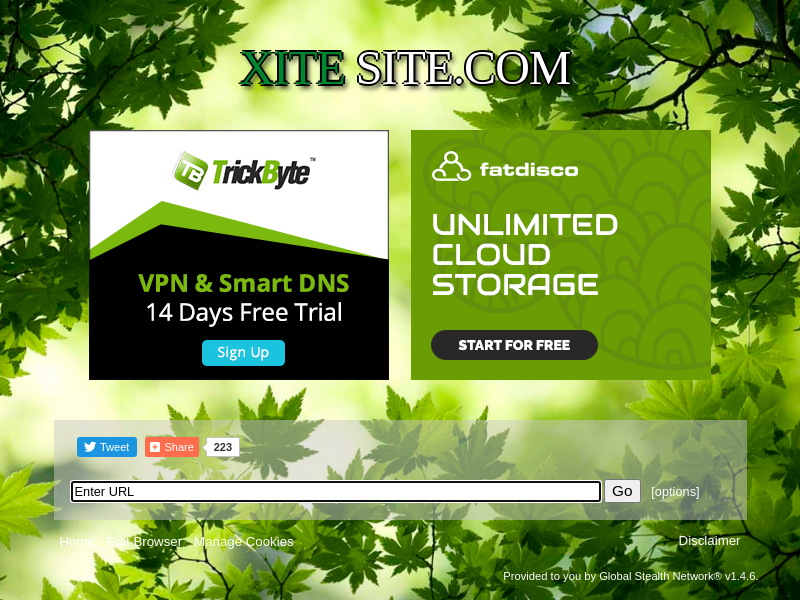 XITE SITE.COM
TB TrickByte™
VPN & Smart DNS
14 Days Free Trial
Sign Up
fatdisco
UNLIMITED
CLOUD
STORAGE
START FOR FREE
Tweet Share 223
Enter URL Go [options]
Home Edit Browser Manage Cookies Disclaimer
Provided to you by Global Stealth Network® v1.4.6.